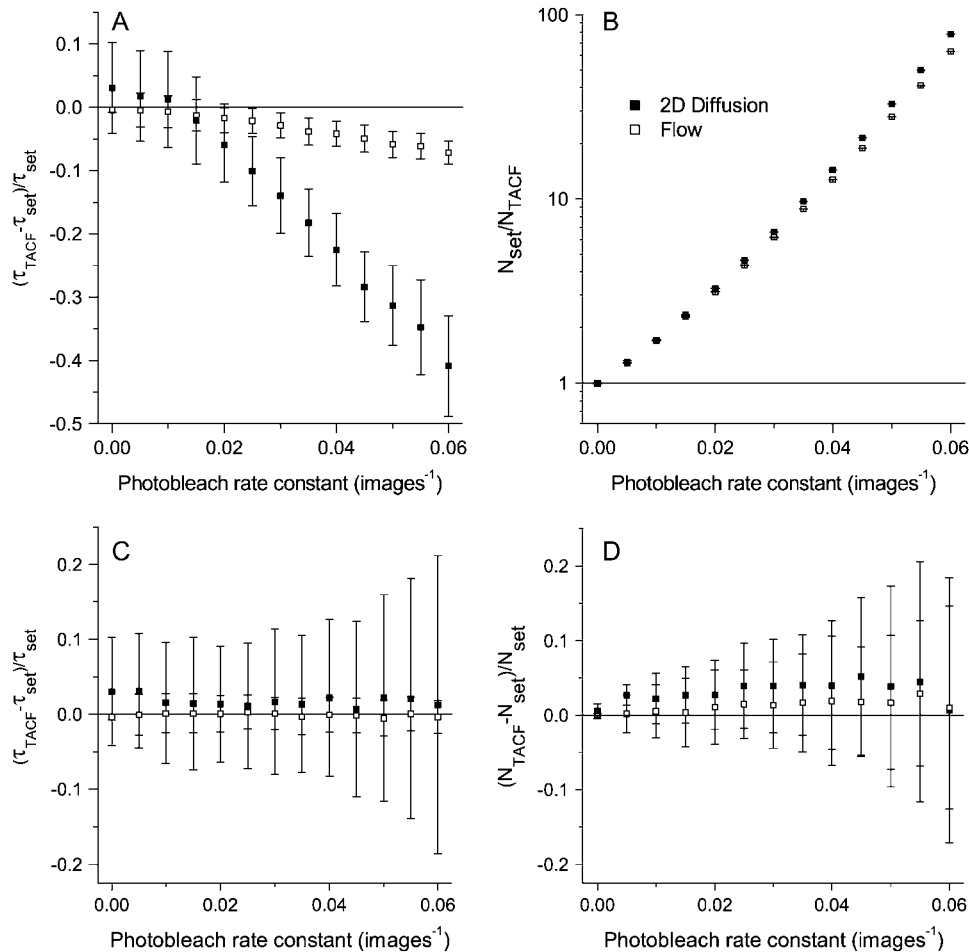 A
0.1
0.0
-0.1
-0.2
-0.3
-0.4
-0.5
(τTACF-τset)/τset
0.00 0.02 0.04 0.06
Photobleach rate constant (images⁻¹)
B
100
10
1
Nset/NTACF
2D Diffusion
Flow
0.00 0.02 0.04 0.06
Photobleach rate constant (images⁻¹)
C
0.2
0.1
0.0
-0.1
-0.2
(τTACF-τset)/τset
0.00 0.02 0.04 0.06
Photobleach rate constant (images⁻¹)
D
0.2
0.1
0.0
-0.1
-0.2
(NTACF-Nset)/Nset
0.00 0.02 0.04 0.06
Photobleach rate constant (images⁻¹)